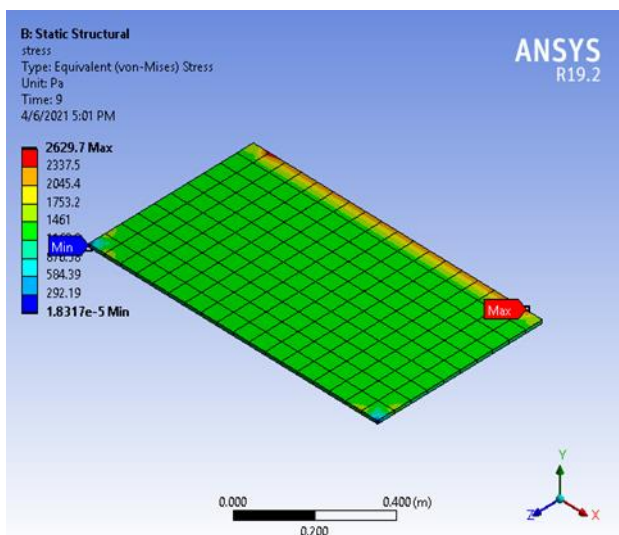 B: Static Structural
stress
Type: Equivalent (von-Mises) Stress
Unit: Pa
Time: 9
4/6/2021 5:01 PM
ANSYS
R19.2
2629.7 Max
2337.5
2045.4
1753.2
1461
Min
584.39
292.19
1.8317e-5 Min
Max
0.000
0.400 (m)
0.200
Y
Z
X